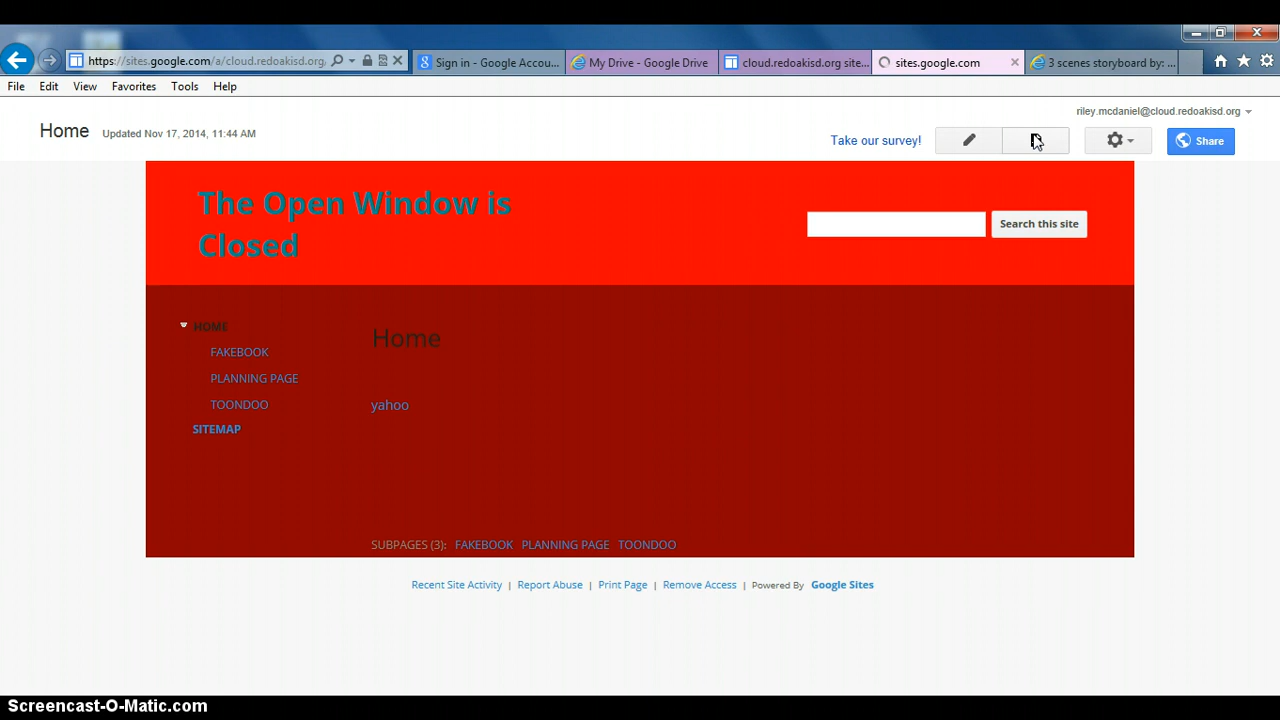 https://sites.google.com/a/cloud.redoakisd.org
Sign in - Google Accou...
My Drive - Google Drive
cloud.redoakisd.org site...
sites.google.com
3 scenes storyboard by: ...
File Edit View Favorites Tools Help
riley.mcdaniel@cloud.redoakisd.org
Home Updated Nov 17, 2014, 11:44 AM
Take our survey!
Share
The Open Window is
Closed
Search this site
HOME
FAKEBOOK
PLANNING PAGE
TOONDOO
SITEMAP
Home
yahoo
SUBPAGES (3): FAKEBOOK PLANNING PAGE TOONDOO
Recent Site Activity | Report Abuse | Print Page | Remove Access | Powered By Google Sites
Screencast-O-Matic.com